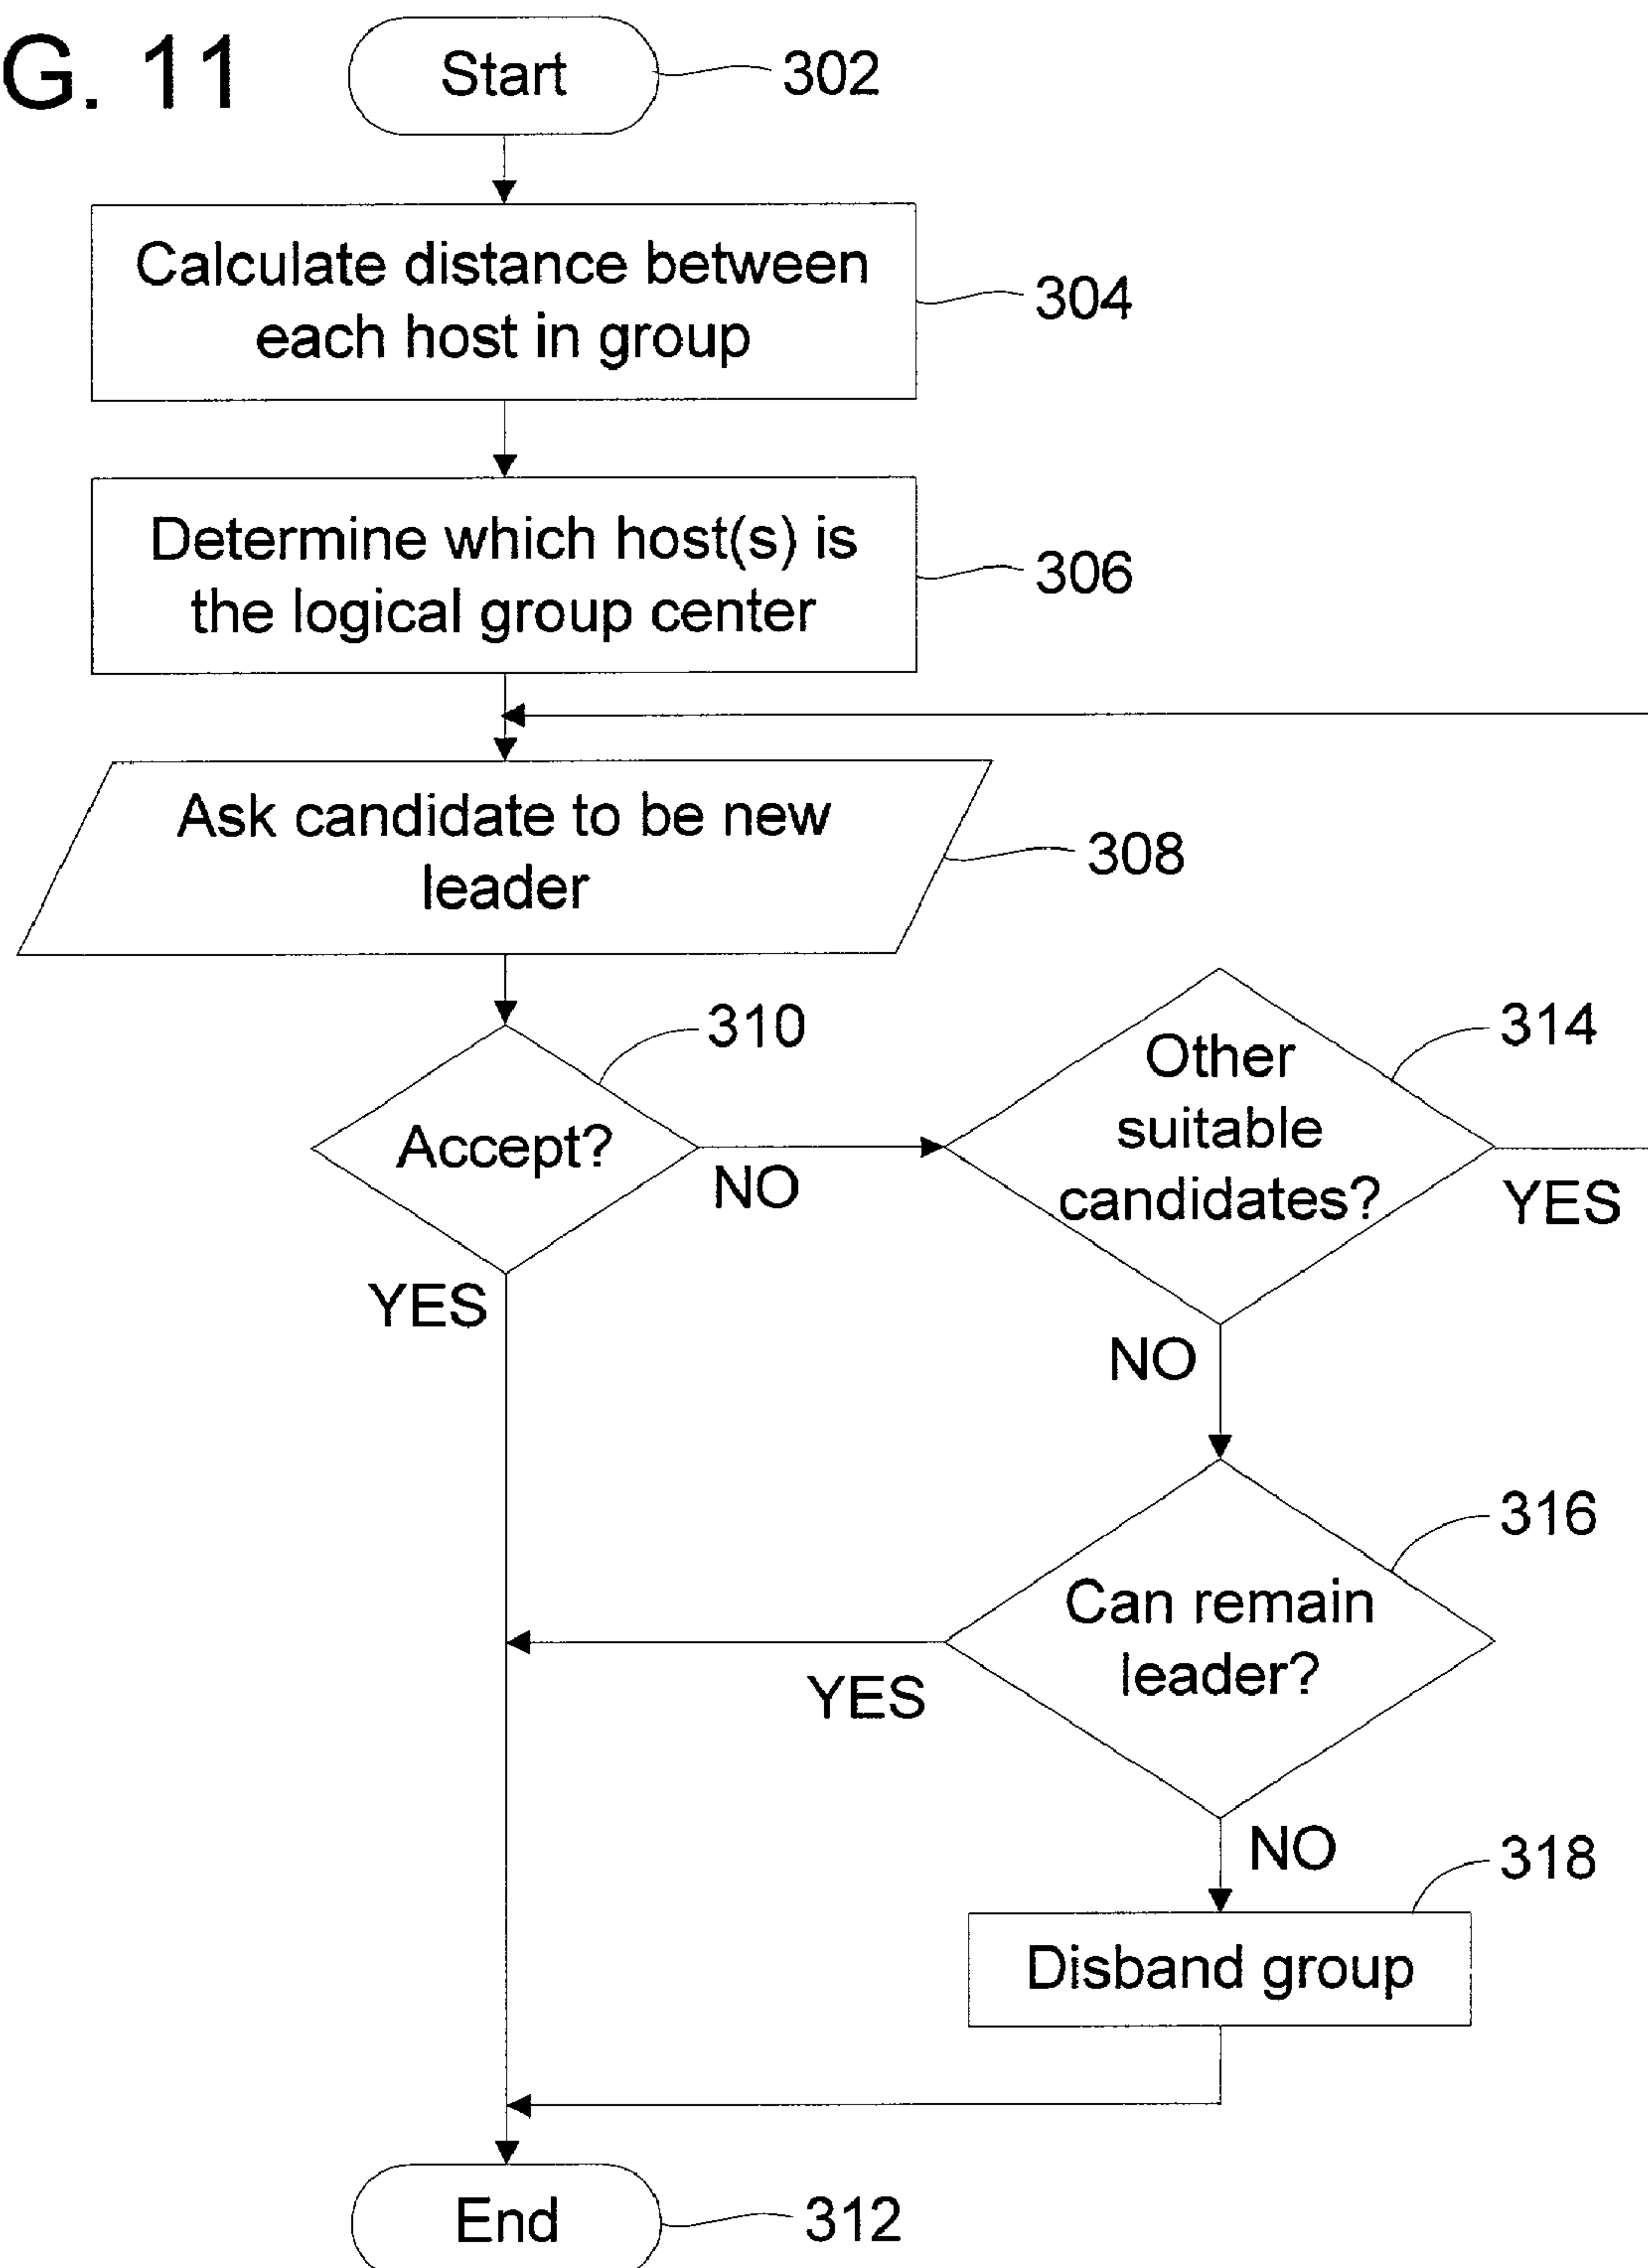 G. 11
Start
302
Calculate distance between
each host in group
304
Determine which host(s) is
the logical group center
306
Ask candidate to be new
leader
308
310
Accept?
NO
YES
314
Other
suitable
candidates?
YES
NO
316
Can remain
leader?
YES
NO
318
Disband group
End
312